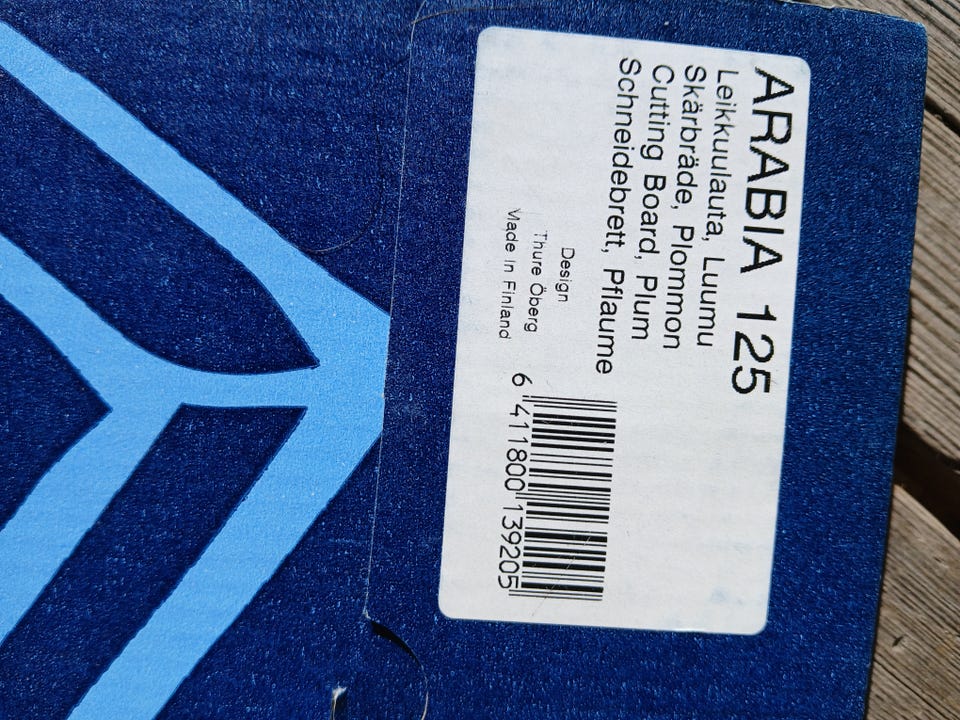 ARABIA 125
Leikkuulauta, Luumu
Skärbräde, Plommon
Cutting Board, Plum
Schneidebrett, Pflaume
Design
Thure Öberg
Made in Finland
6 411800 139205